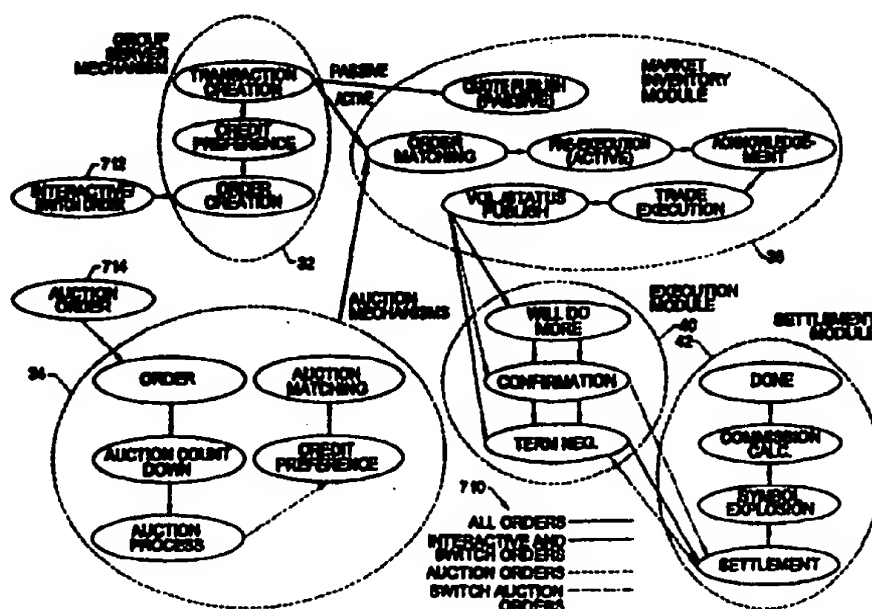 GROUP
SERVER
MECHANISM
TRANSACTION
CREATION
CREDIT
PREFERENCE
ORDER
CREATION
712
INTERACTIVE/
SWITCH ORDER
32
PASSIVE
ACTIVE
MARKET
INVENTORY
MODULE
QUOTE PUBLISH
(PASSIVE)
ORDER
MATCHING
PRE-EXECUTION
(ACTIVE)
ACKNOWLEDGE-
MENT
VOL/STATUS
PUBLISH
TRADE
EXECUTION
36
714
AUCTION
ORDER
AUCTION
MECHANISMS
34
ORDER
AUCTION
MATCHING
AUCTION COUNT
DOWN
CREDIT
PREFERENCE
AUCTION
PROCESS
EXECUTION
MODULE
40
WILL DO
MORE
CONFIRMATION
TERM NEG.
SETTLEMENT
MODULE
42
DONE
COMMISSION
CALC.
SYMBOL
EXPLOSION
SETTLEMENT
710
ALL ORDERS
INTERACTIVE AND
SWITCH ORDERS
AUCTION ORDERS
SWITCH AUCTION
ORDERS